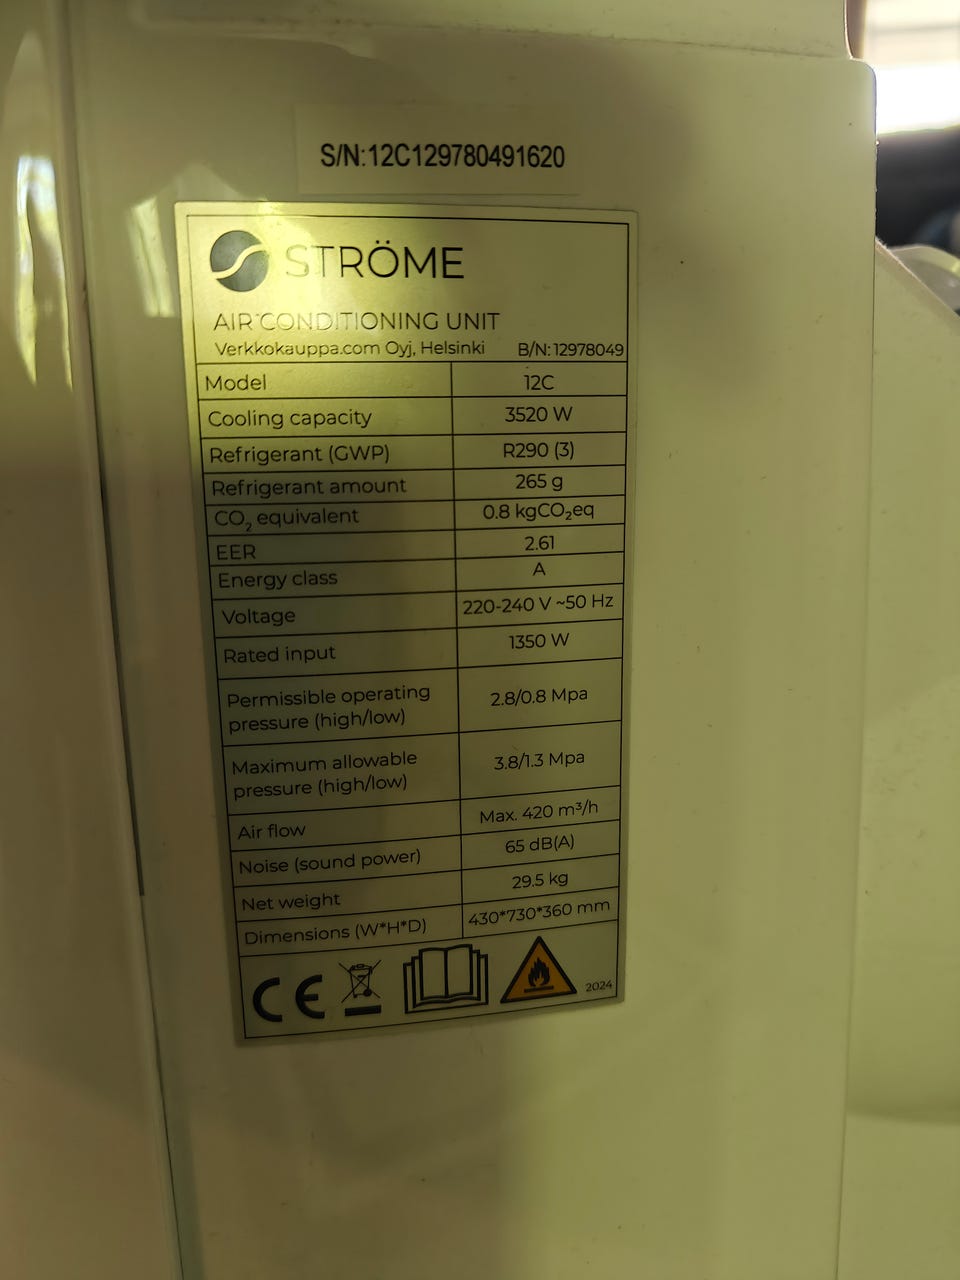 S/N:12C129780491620
STRÖME
AIR CONDITIONING UNIT
Verkkokauppa.com Oyj, Helsinki B/N: 12978049
Model 12C
Cooling capacity 3520 W
Refrigerant (GWP) R290 (3)
Refrigerant amount 265 g
CO₂ equivalent 0.8 kgCO₂eq
EER 2.61
Energy class A
Voltage 220-240 V ~50 Hz
Rated input 1350 W
Permissible operating
pressure (high/low) 2.8/0.8 Mpa
Maximum allowable
pressure (high/low) 3.8/1.3 Mpa
Air flow Max. 420 m³/h
Noise (sound power) 65 dB(A)
Net weight 29.5 kg
Dimensions (W*H*D) 430*730*360 mm
CE 2024